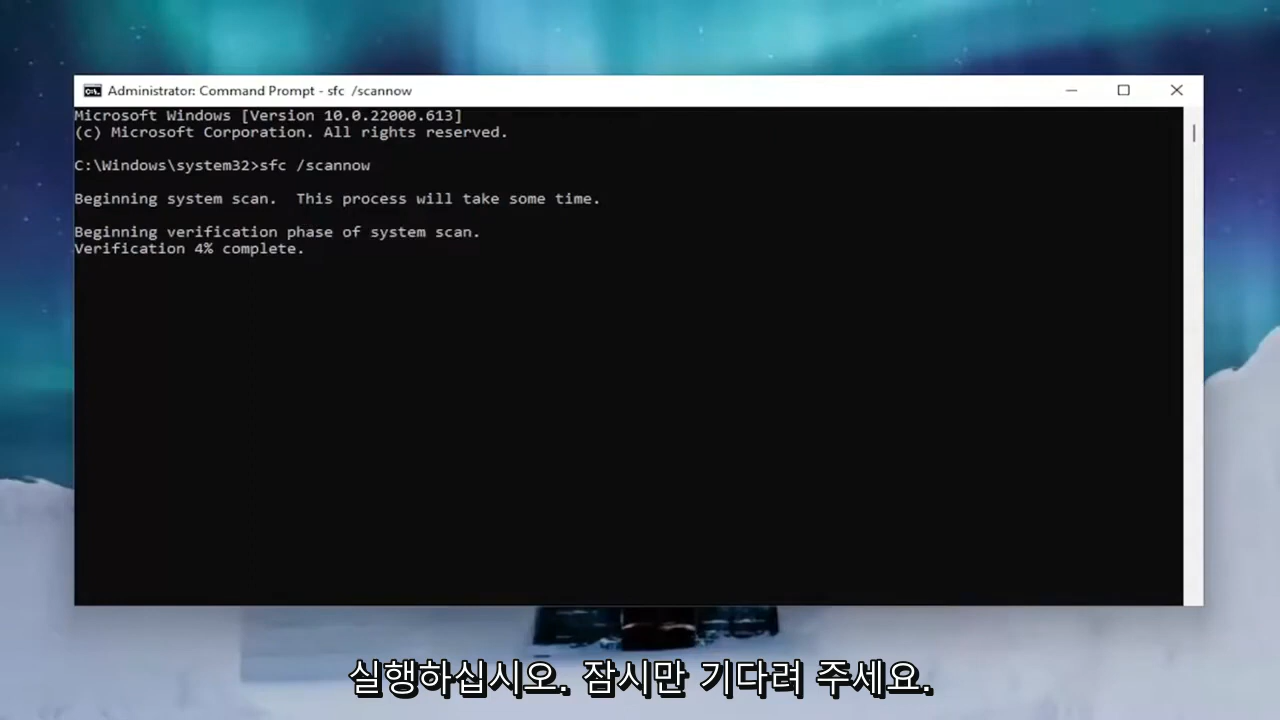 Administrator: Command Prompt - sfc  /scannow
Microsoft Windows [Version 10.0.22000.613]
(c) Microsoft Corporation. All rights reserved.
C:\Windows\system32>sfc /scannow
Beginning system scan.  This process will take some time.
Beginning verification phase of system scan.
Verification 4% complete.
실행하십시오. 잠시만 기다려 주세요.